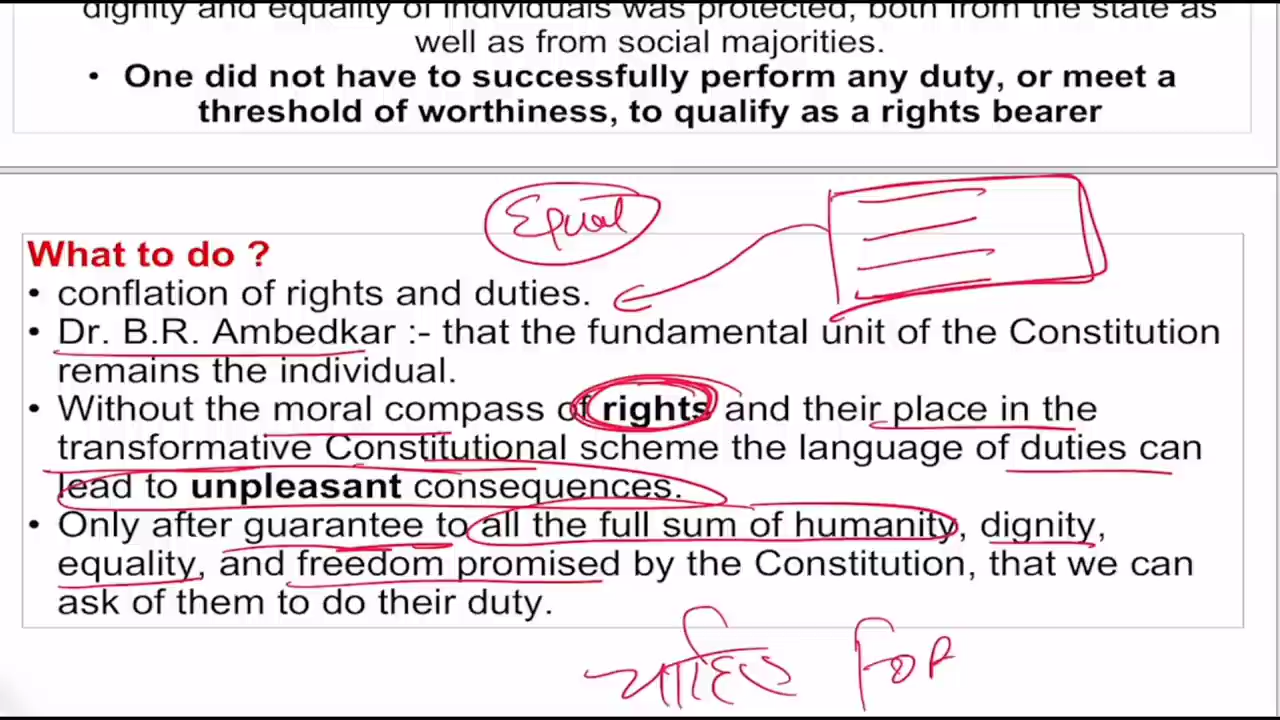 dignity and equality of individuals was protected, both from the state as
well as from social majorities.
• One did not have to successfully perform any duty, or meet a
threshold of worthiness, to qualify as a rights bearer
Equal
What to do ?
• conflation of rights and duties.
• Dr. B.R. Ambedkar :- that the fundamental unit of the Constitution
remains the individual.
• Without the moral compass of rights and their place in the
transformative Constitutional scheme the language of duties can
lead to unpleasant consequences.
• Only after guarantee to all the full sum of humanity, dignity,
equality, and freedom promised by the Constitution, that we can
ask of them to do their duty.